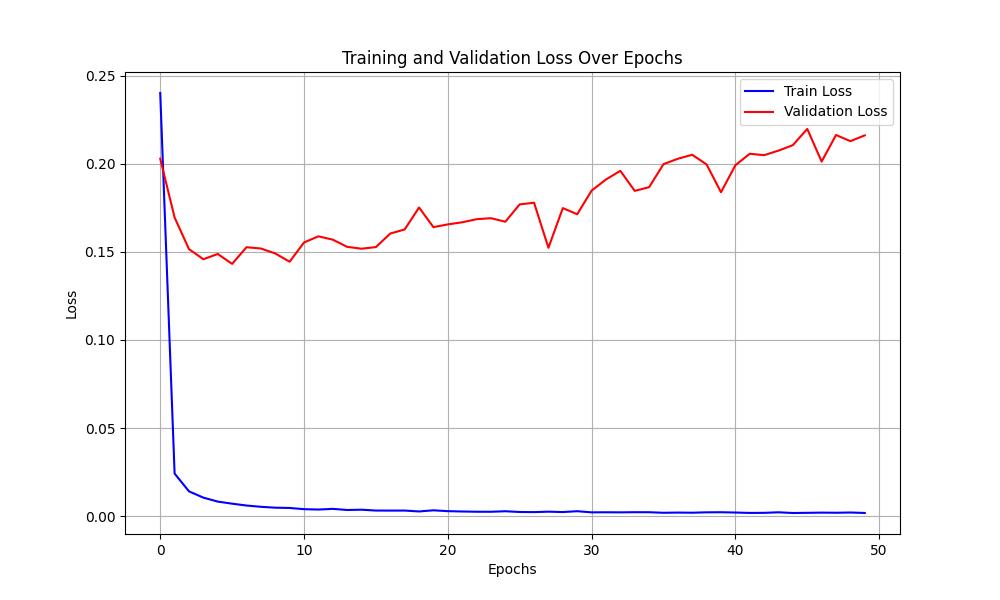 Training and Validation Loss Over Epochs
Train Loss
Validation Loss
0.25
0.20
0.15
0.10
0.05
0.00
Loss
0 10 20 30 40 50
Epochs